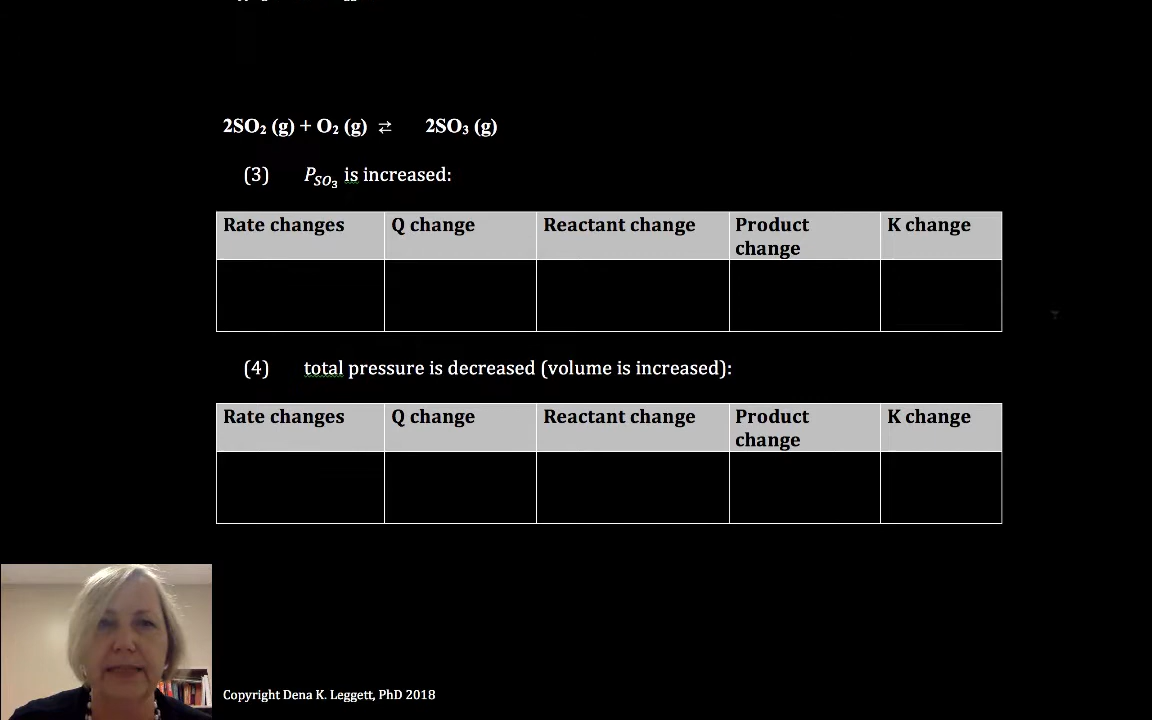 2SO₂ (g) + O₂ (g) ⇄ 2SO₃ (g)
(3) P_SO₃ is increased:
Rate changes Q change Reactant change Product change K change
(4) total pressure is decreased (volume is increased):
Rate changes Q change Reactant change Product change K change
Copyright Dena K. Leggett, PhD 2018